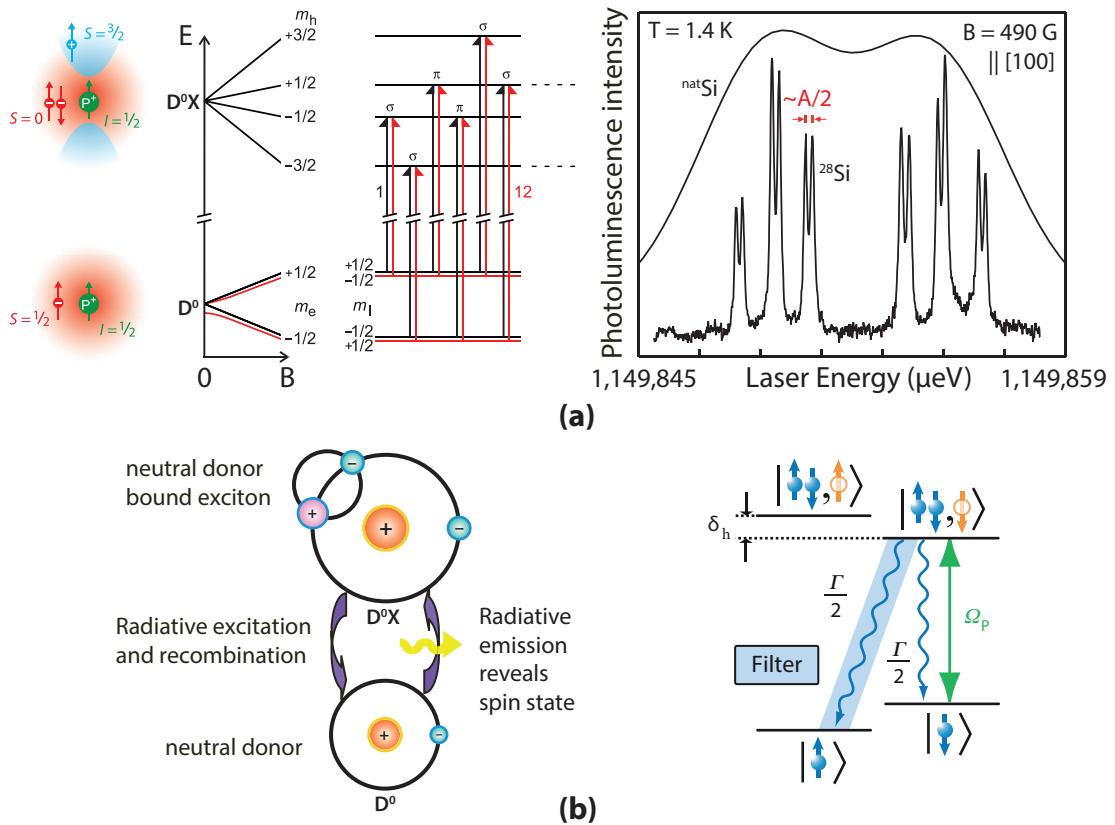 S = 3/2
+
S = 0
− −
P⁺
I = 1/2
E
D⁰X
m_h
+3/2
+1/2
−1/2
−3/2
σ
σ
π
π
σ
σ
1
12
S = 1/2
−
P⁺
I = 1/2
D⁰
+1/2
m_e
−1/2
0
B
m_I
+1/2
−1/2
−1/2
+1/2
Photoluminescence intensity
T = 1.4 K
B = 490 G
|| [100]
ⁿᵃᵗSi
~A/2
²⁸Si
1,149,845
Laser Energy (µeV)
1,149,859
(a)
neutral donor
bound exciton
−
+
+
−
D⁰X
Radiative excitation
and recombination
Radiative
emission
reveals
spin state
neutral donor
+
−
D⁰
δ_h
| , ⟩
| , ⟩
Γ/2
Γ/2
Ω_P
Filter
| ⟩
| ⟩
(b)